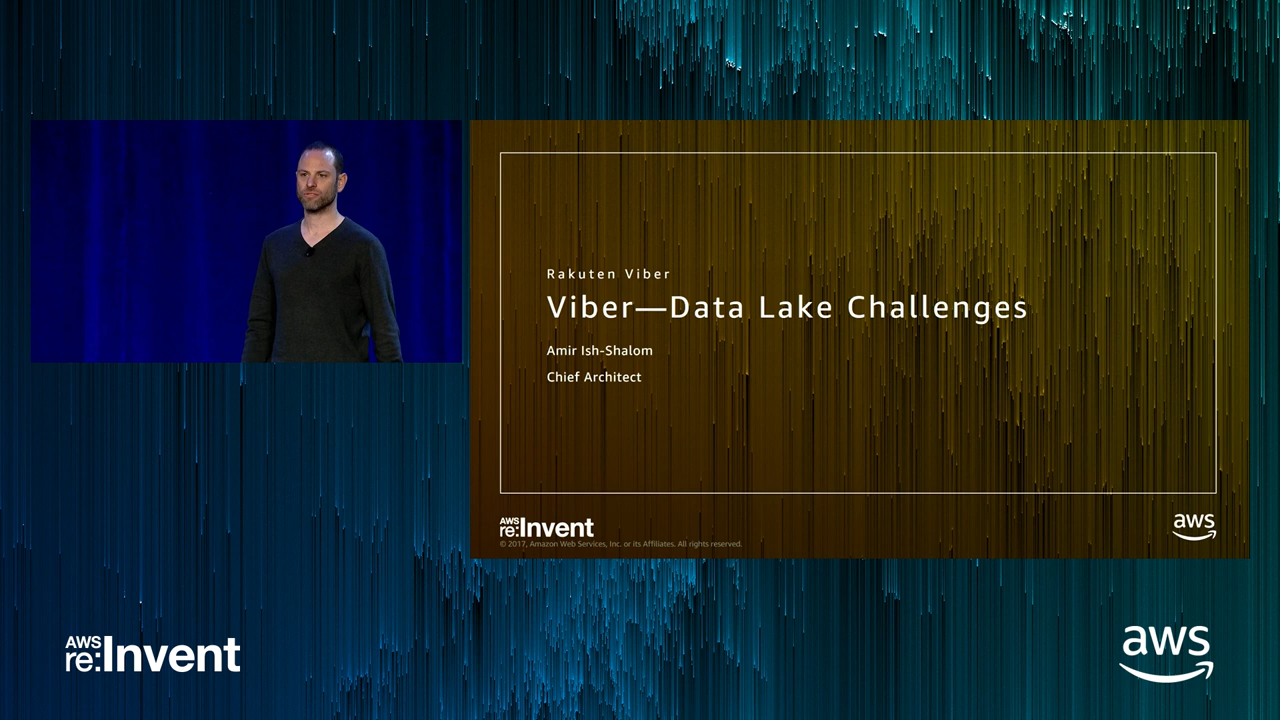 Rakuten Viber
Viber—Data Lake Challenges
Amir Ish-Shalom
Chief Architect
AWS
re:Invent
© 2017, Amazon Web Services, Inc. or its Affiliates. All rights reserved.
aws
AWS
re:Invent
aws